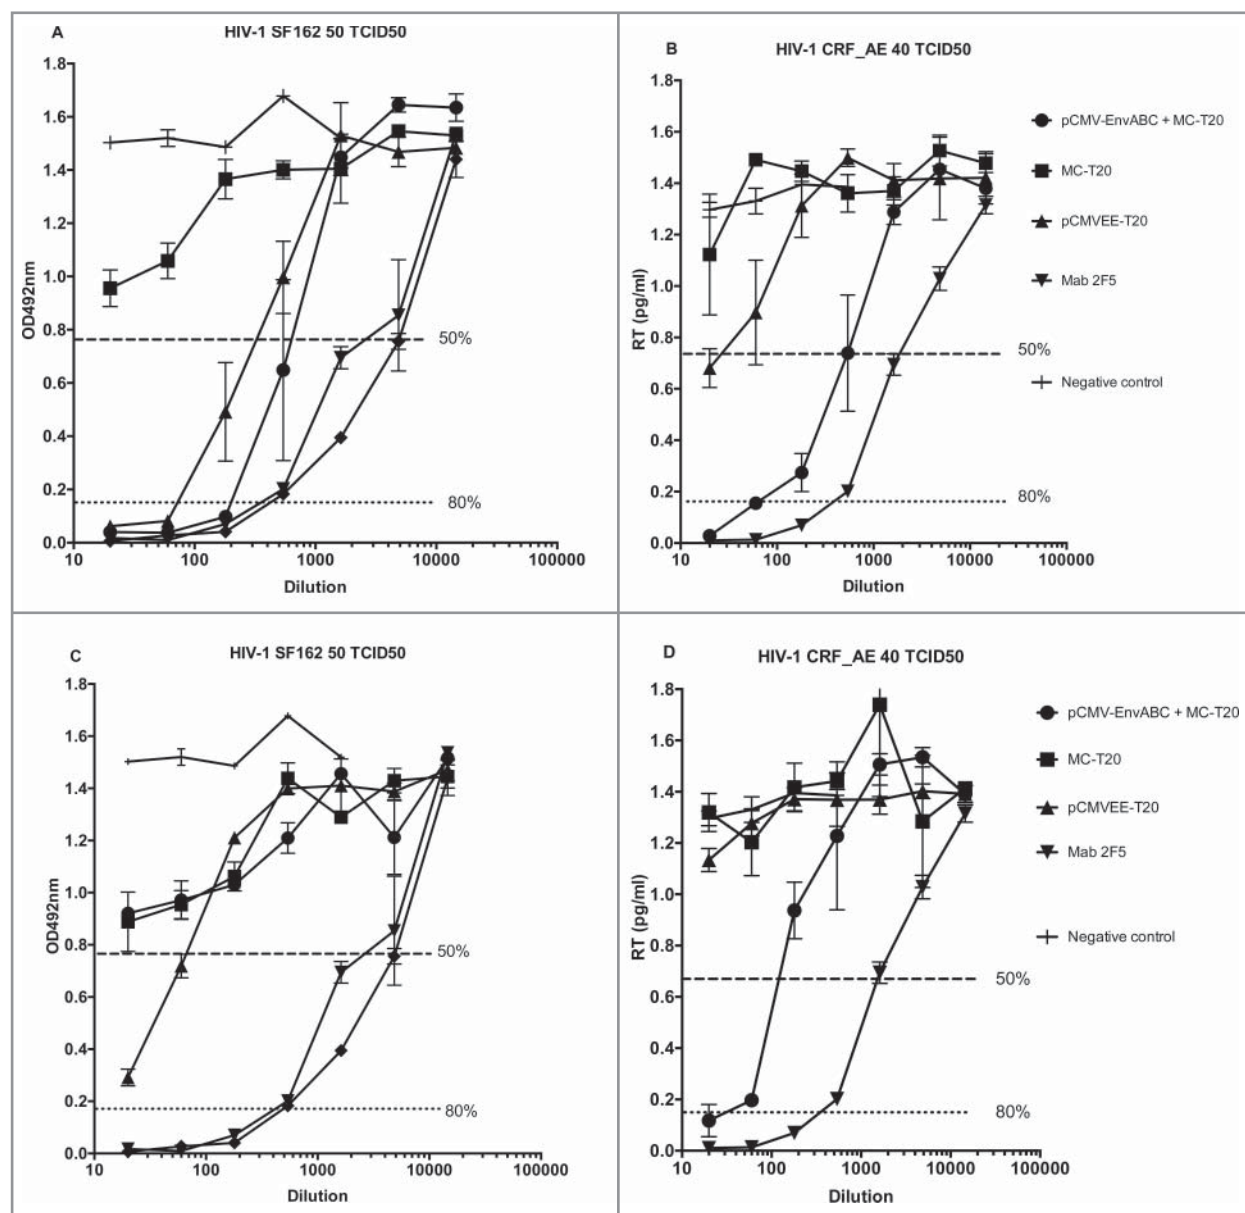 A
HIV-1 SF162 50 TCID50
OD492nm
1.8
1.6
1.4
1.2
1.0
0.8
0.6
0.4
0.2
0.0
50%
80%
10
100
1000
10000
100000
Dilution
B
HIV-1 CRF_AE 40 TCID50
RT (pg/ml)
1.8
1.6
1.4
1.2
1.0
0.8
0.6
0.4
0.2
0.0
50%
80%
10
100
1000
10000
100000
Dilution
pCMV-EnvABC + MC-T20
MC-T20
pCMVEE-T20
Mab 2F5
Negative control
C
HIV-1 SF162 50 TCID50
OD492nm
1.8
1.6
1.4
1.2
1.0
0.8
0.6
0.4
0.2
0.0
50%
80%
10
100
1000
10000
100000
Dilution
D
HIV-1 CRF_AE 40 TCID50
RT (pg/ml)
1.8
1.6
1.4
1.2
1.0
0.8
0.6
0.4
0.2
0.0
50%
80%
10
100
1000
10000
100000
Dilution
pCMV-EnvABC + MC-T20
MC-T20
pCMVEE-T20
Mab 2F5
Negative control